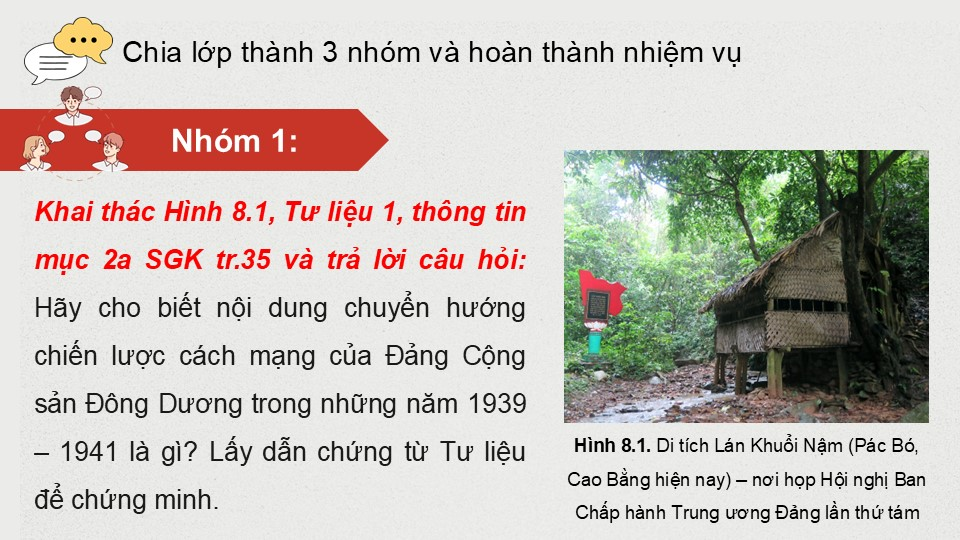 Chia lớp thành 3 nhóm và hoàn thành nhiệm vụ
Nhóm 1:
Khai thác Hình 8.1, Tư liệu 1, thông tin
mục 2a SGK tr.35 và trả lời câu hỏi:
Hãy cho biết nội dung chuyển hướng
chiến lược cách mạng của Đảng Cộng
sản Đông Dương trong những năm 1939
– 1941 là gì? Lấy dẫn chứng từ Tư liệu
để chứng minh.
Hình 8.1. Di tích Lán Khuổi Nậm (Pác Bó,
Cao Bằng hiện nay) – nơi họp Hội nghị Ban
Chấp hành Trung ương Đảng lần thứ tám